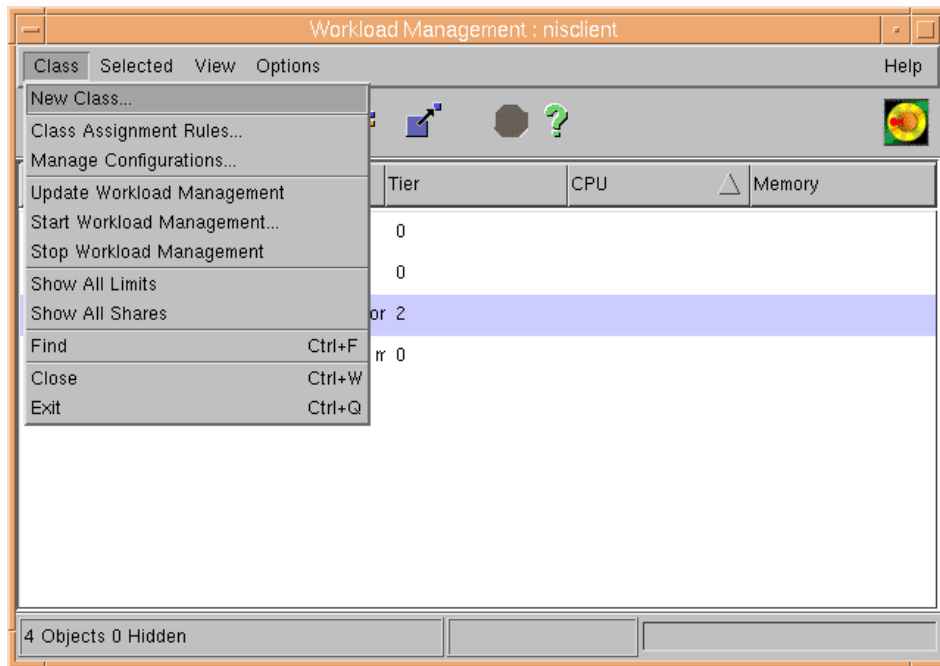 Workload Management : nisclient
Class Selected View Options Help
New Class...
Class Assignment Rules...
Manage Configurations...
Update Workload Management
Start Workload Management...
Stop Workload Management
Show All Limits
Show All Shares
Find Ctrl+F
Close Ctrl+W
Exit Ctrl+Q
Tier CPU Memory
0
0
or 2
0
4 Objects 0 Hidden